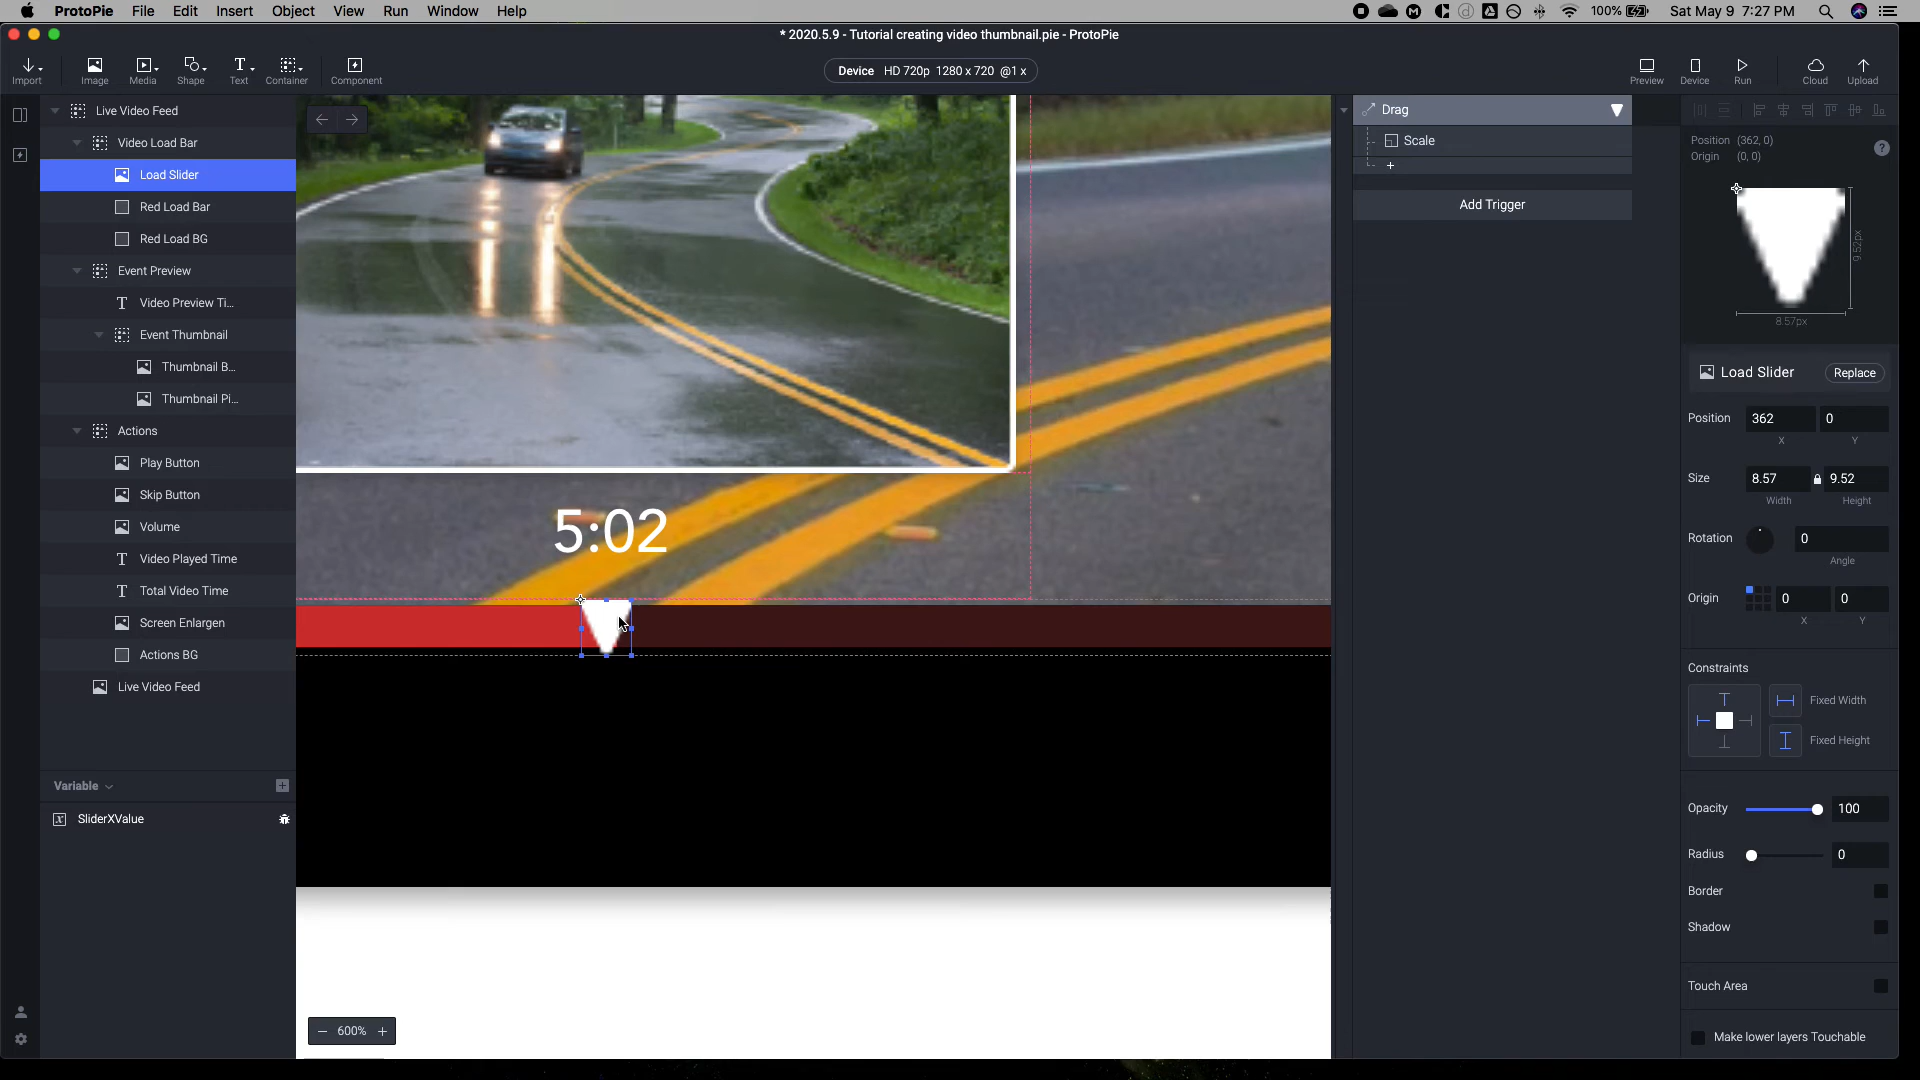 ProtoPie File Edit Insert Object View Run Window Help 100% Sat May 9 7:27 PM
* 2020.5.9 - Tutorial creating video thumbnail.pie - ProtoPie
Import Image Media Shape Text Container Component
Device HD 720p 1280 x 720 @1 x
Preview Device Run Cloud Upload
Live Video Feed
Video Load Bar
Load Slider
Red Load Bar
Red Load BG
Event Preview
Video Preview Ti...
Event Thumbnail
Thumbnail B...
Thumbnail Pi...
Actions
Play Button
Skip Button
Volume
Video Played Time
Total Video Time
Screen Enlargen
Actions BG
Live Video Feed
Variable
SliderXValue
5:02
600%
Drag
Scale
Add Trigger
Position (362, 0)
Origin (0, 0)
9.52px
8.57px
Load Slider Replace
Position 362 0
X Y
Size 8.57 9.52
Width Height
Rotation 0
Angle
Origin 0 0
X Y
Constraints
Fixed Width
Fixed Height
Opacity 100
Radius 0
Border
Shadow
Touch Area
Make lower layers Touchable